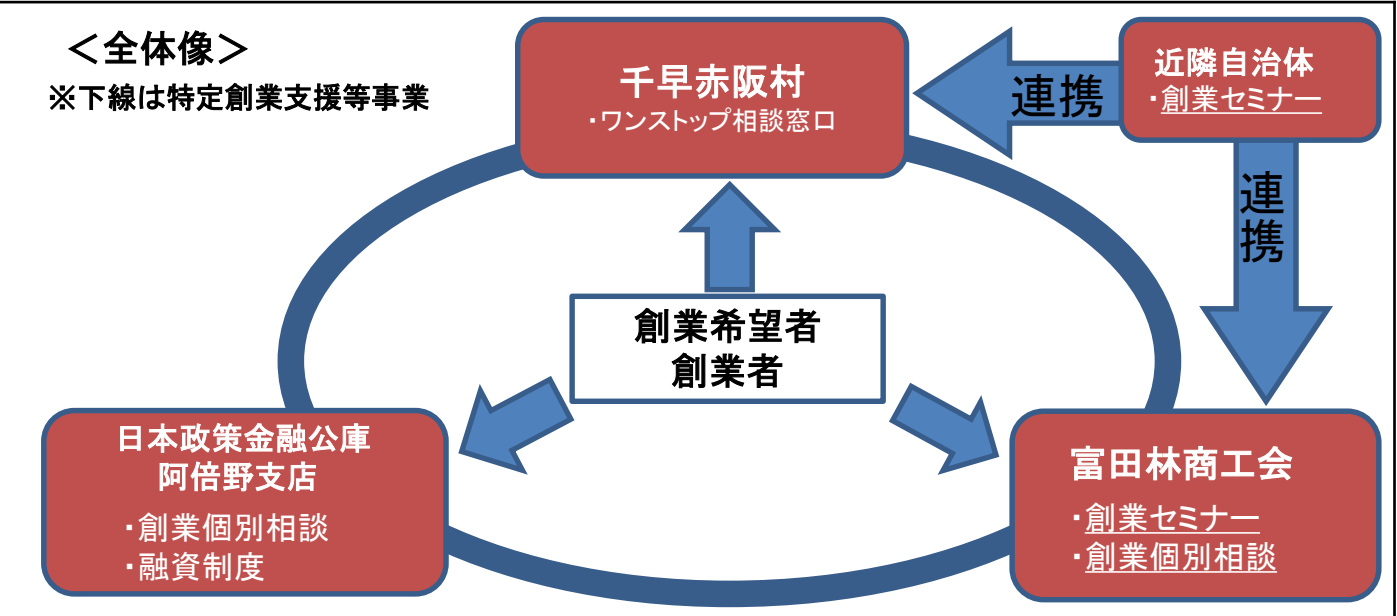 <全体像>
※下線は特定創業支援等事業
千早赤阪村
・ワンストップ相談窓口
連携
近隣自治体
・創業セミナー
連携
創業希望者
創業者
日本政策金融公庫
阿倍野支店
・創業個別相談
・融資制度
富田林商工会
・創業セミナー
・創業個別相談